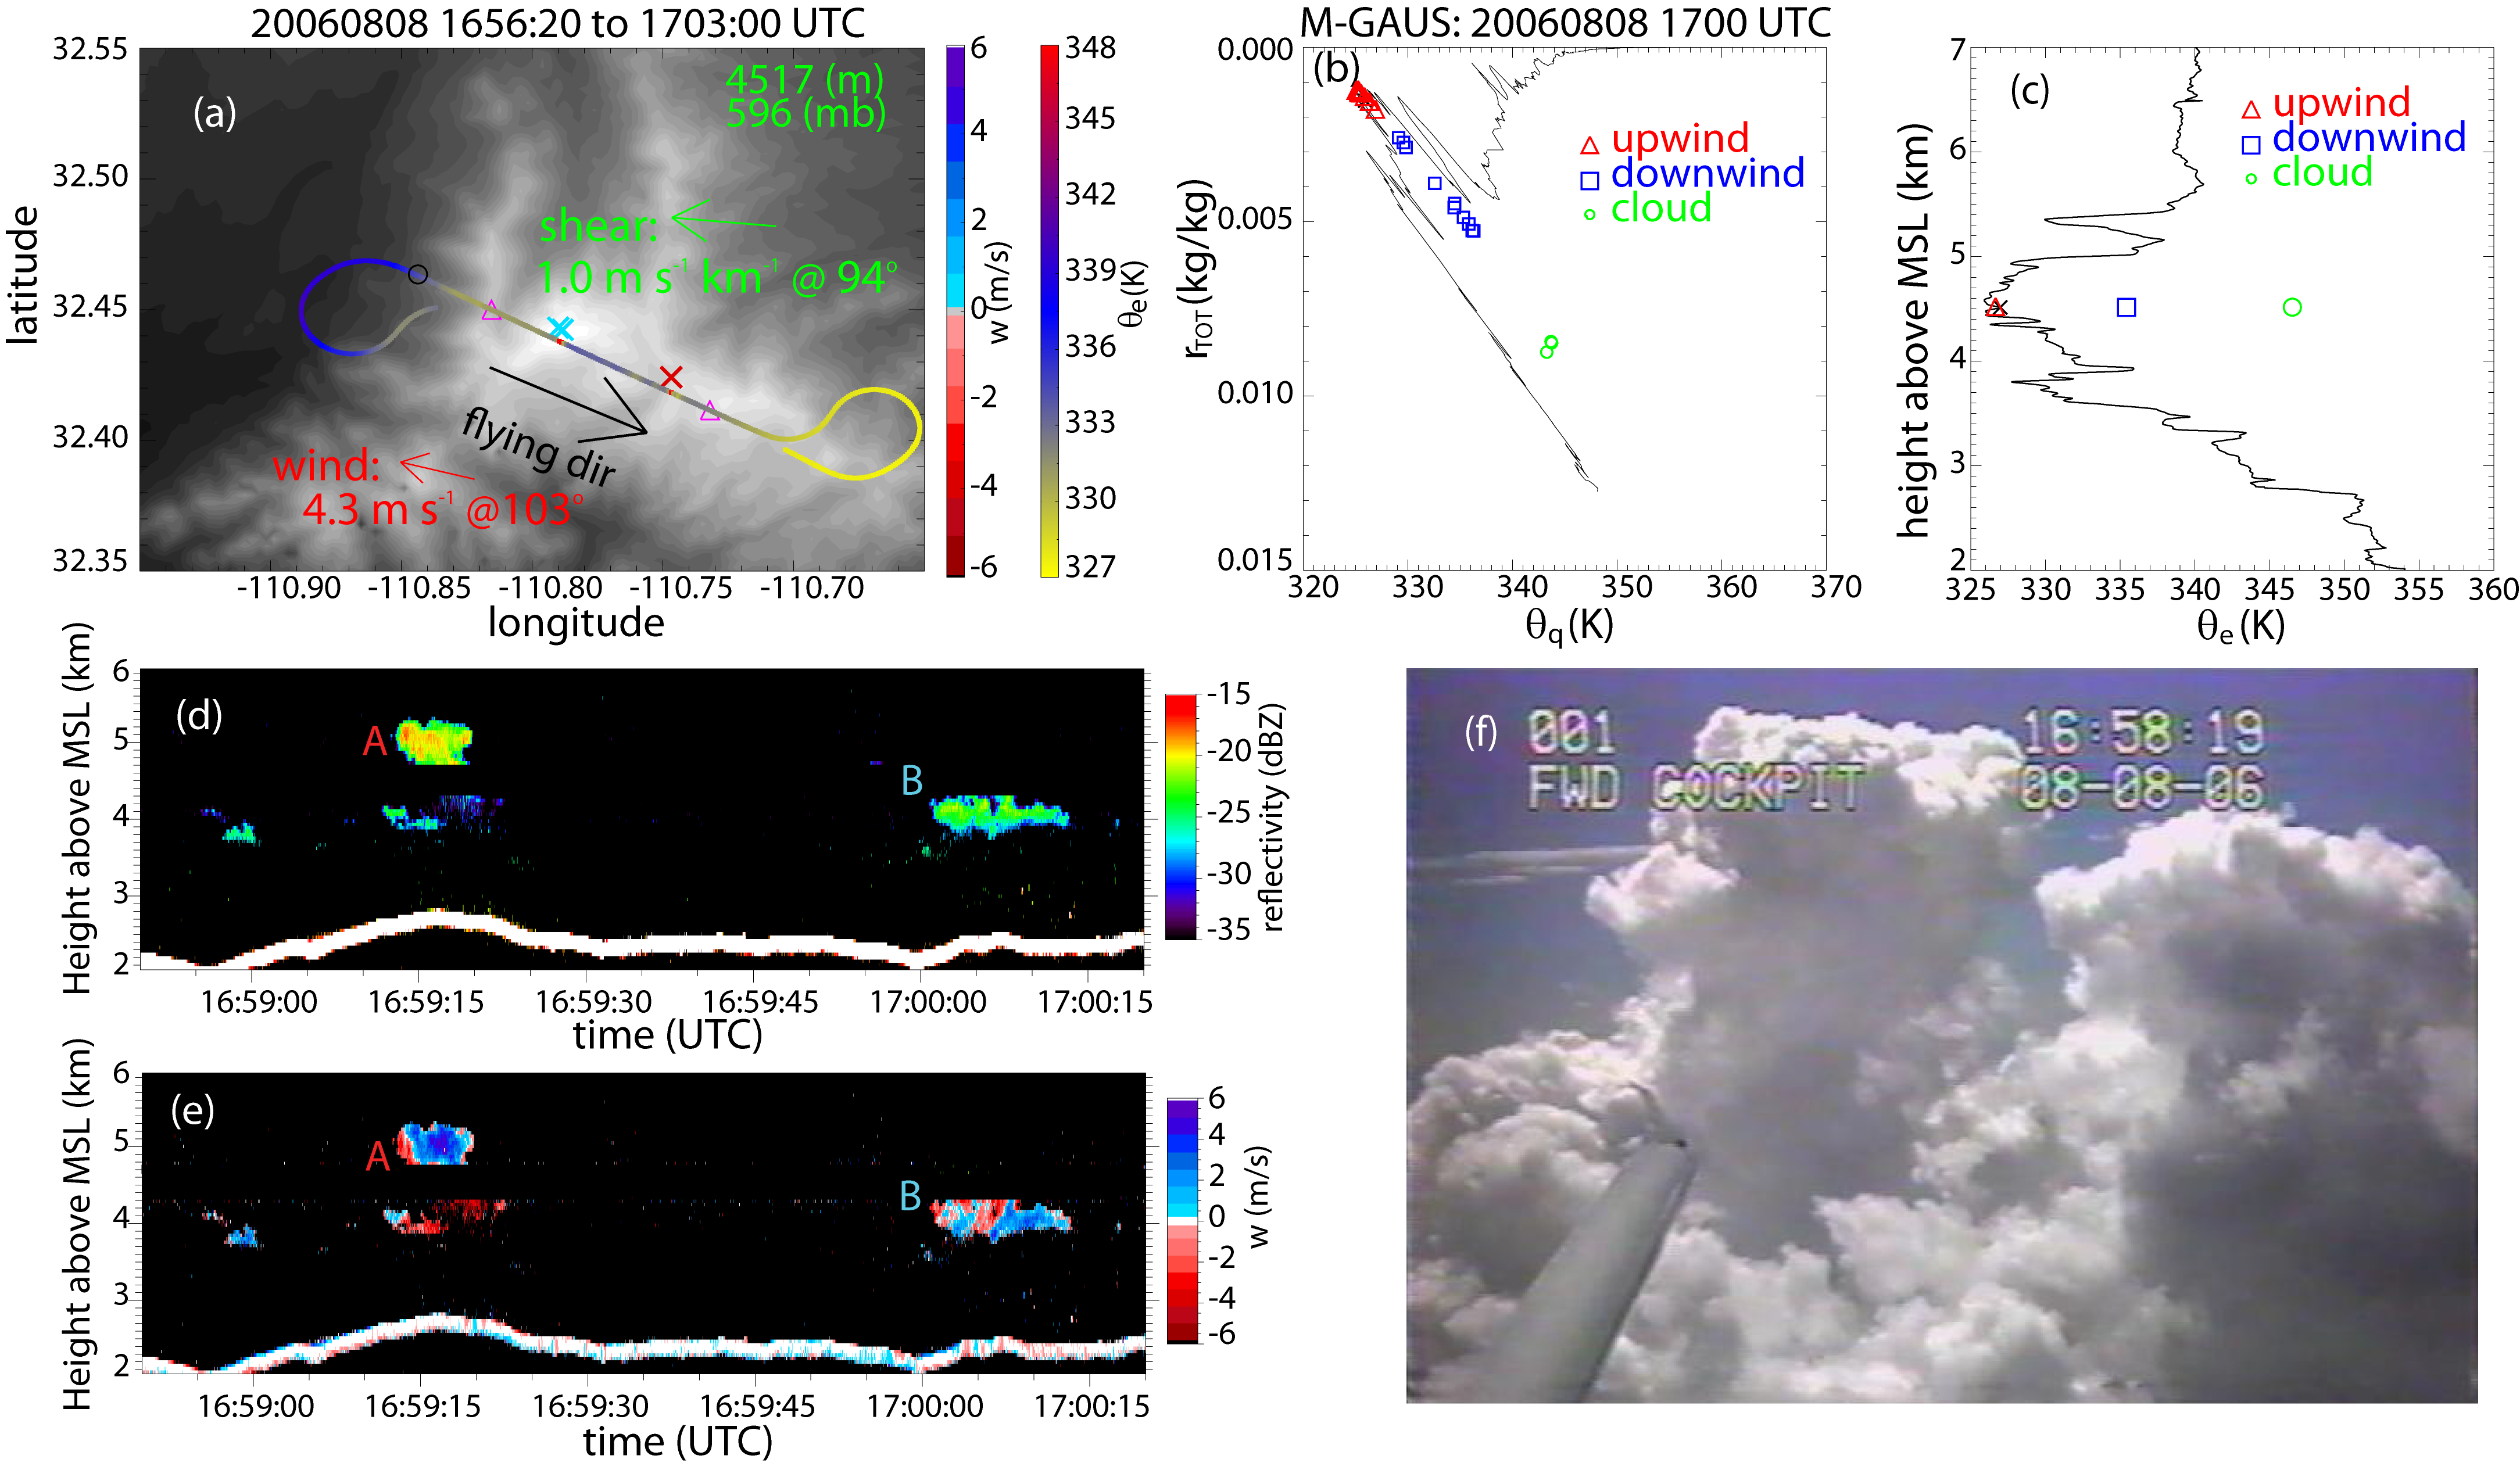 20060808 1656:20 to 1703:00 UTC
(a)
4517 (m)
596 (mb)
shear:
1.0 m s-1 km-1 @ 94o
flying dir
wind:
4.3 m s-1 @103o
32.55
32.50
32.45
32.40
32.35
latitude
-110.90 -110.85 -110.80 -110.75 -110.70
longitude
6
4
2
0
-2
-4
-6
w (m/s)
348
345
342
339
336
333
330
327
θe(K)
M-GAUS: 20060808 1700 UTC
(b)
upwind
downwind
cloud
0.000
0.005
0.010
0.015
rTOT(kg/kg)
320 330 340 350 360 370
θq(K)
(c)
upwind
downwind
cloud
7
6
5
4
3
2
height above MSL (km)
325 330 335 340 345 350 355 360
θe(K)
(d)
A
B
6
5
4
3
2
Height above MSL (km)
16:59:00 16:59:15 16:59:30 16:59:45 17:00:00 17:00:15
time (UTC)
-15
-20
-25
-30
-35
reflectivity (dBZ)
(e)
A
B
6
5
4
3
2
Height above MSL (km)
16:59:00 16:59:15 16:59:30 16:59:45 17:00:00 17:00:15
time (UTC)
6
4
2
0
-2
-4
-6
w (m/s)
(f)
001 16:58:19
FWD COCKPIT 08-08-06